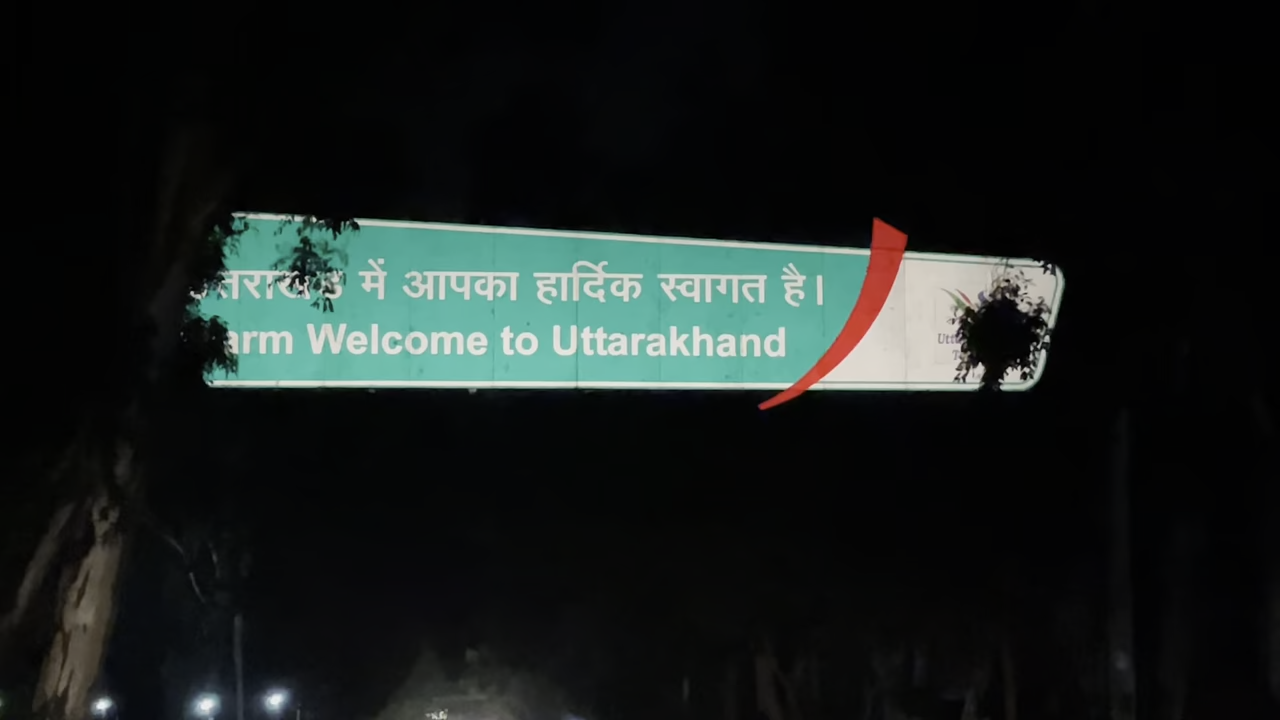 में आपका हार्दिक स्वागत है।
Welcome to Uttarakhand